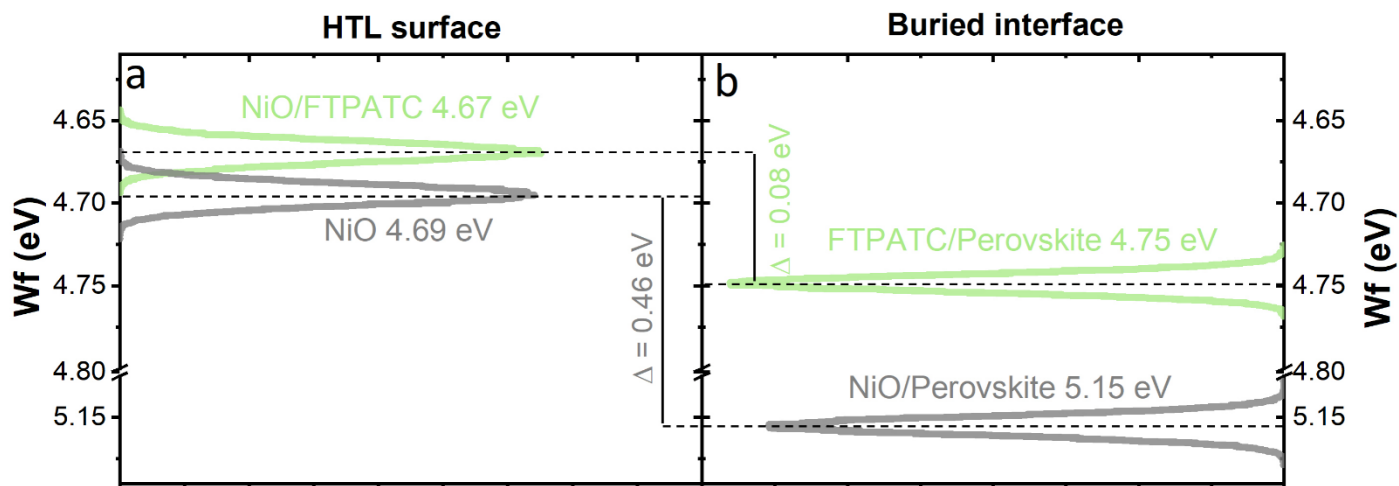 HTL surface
Buried interface
a
b
NiO/FTPATC 4.67 eV
NiO 4.69 eV
Δ = 0.08 eV
Δ = 0.46 eV
FTPATC/Perovskite 4.75 eV
NiO/Perovskite 5.15 eV
Wf (eV)
4.65
4.70
4.75
4.80
5.15
4.65
4.70
4.75
4.80
5.15
Wf (eV)